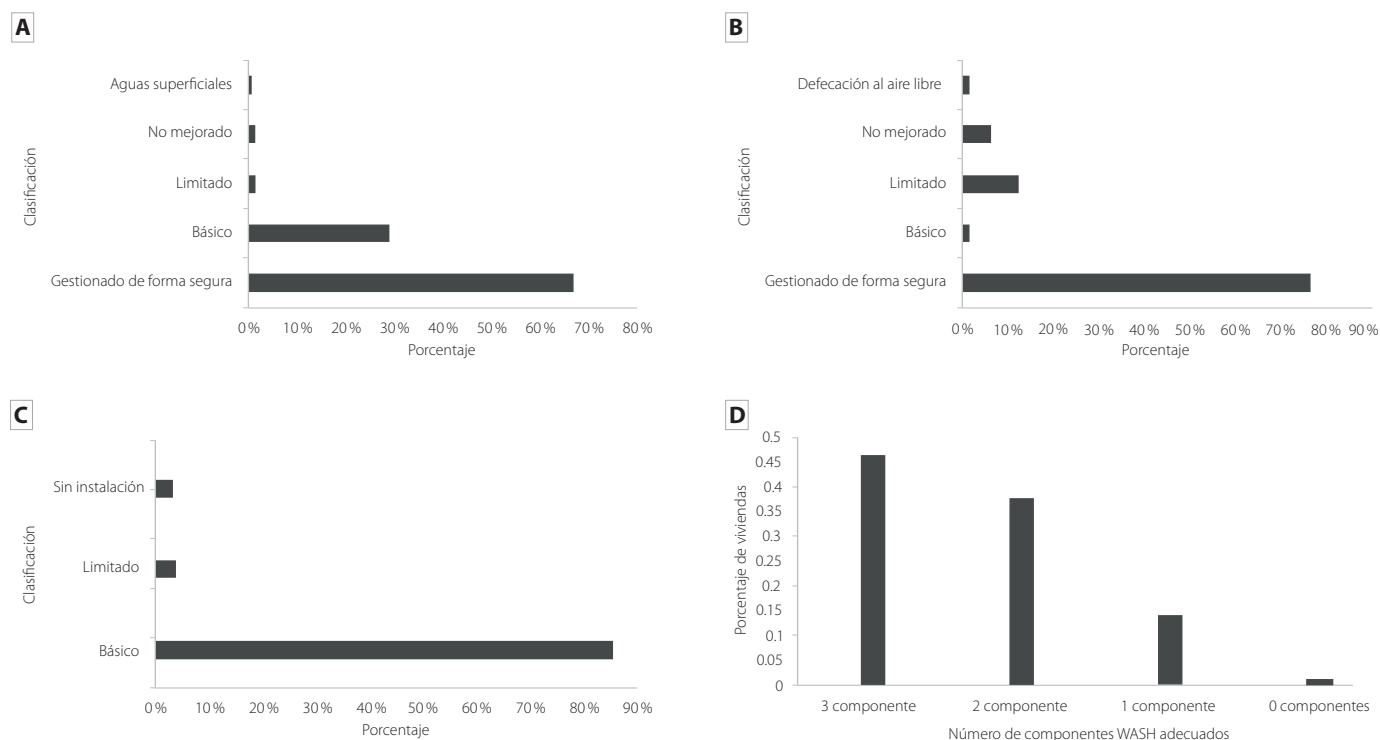 A
Clasificación
Aguas superficiales
No mejorado
Limitado
Básico
Gestionado de forma segura
0 % 10 % 20 % 30 % 40 % 50 % 60 % 70 % 80 %
Porcentaje
B
Clasificación
Defecación al aire libre
No mejorado
Limitado
Básico
Gestionado de forma segura
0 % 10 % 20 % 30 % 40 % 50 % 60 % 70 % 80 % 90 %
Porcentaje
C
Clasificación
Sin instalación
Limitado
Básico
0 % 10 % 20 % 30 % 40 % 50 % 60 % 70 % 80 % 90 %
Porcentaje
D
Porcentaje de viviendas
0.5
0.45
0.4
0.35
0.3
0.25
0.2
0.15
0.1
0.05
0
3 componente 2 componente 1 componente 0 componentes
Número de componentes WASH adecuados